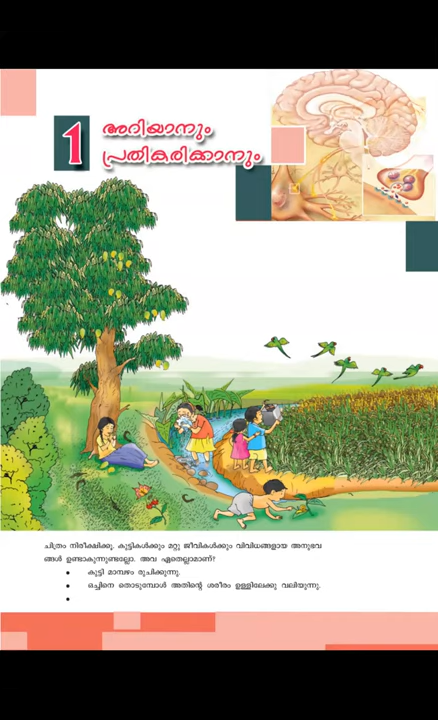 1
അറിയാനും
പ്രതികരിക്കാനും
ചിത്രം നിരീക്ഷിക്കൂ. കുട്ടികൾക്കും മറ്റു ജീവികൾക്കും വിവിധങ്ങളായ അനുഭവ
ങ്ങൾ ഉണ്ടാകുന്നുണ്ടല്ലോ. അവ ഏതെല്ലാമാണ്?
• കുട്ടി മാമ്പഴം രുചിക്കുന്നു.
• ഒച്ചിനെ തൊടുമ്പോൾ അതിന്റെ ശരീരം ഉള്ളിലേക്കു വലിയുന്നു.
•